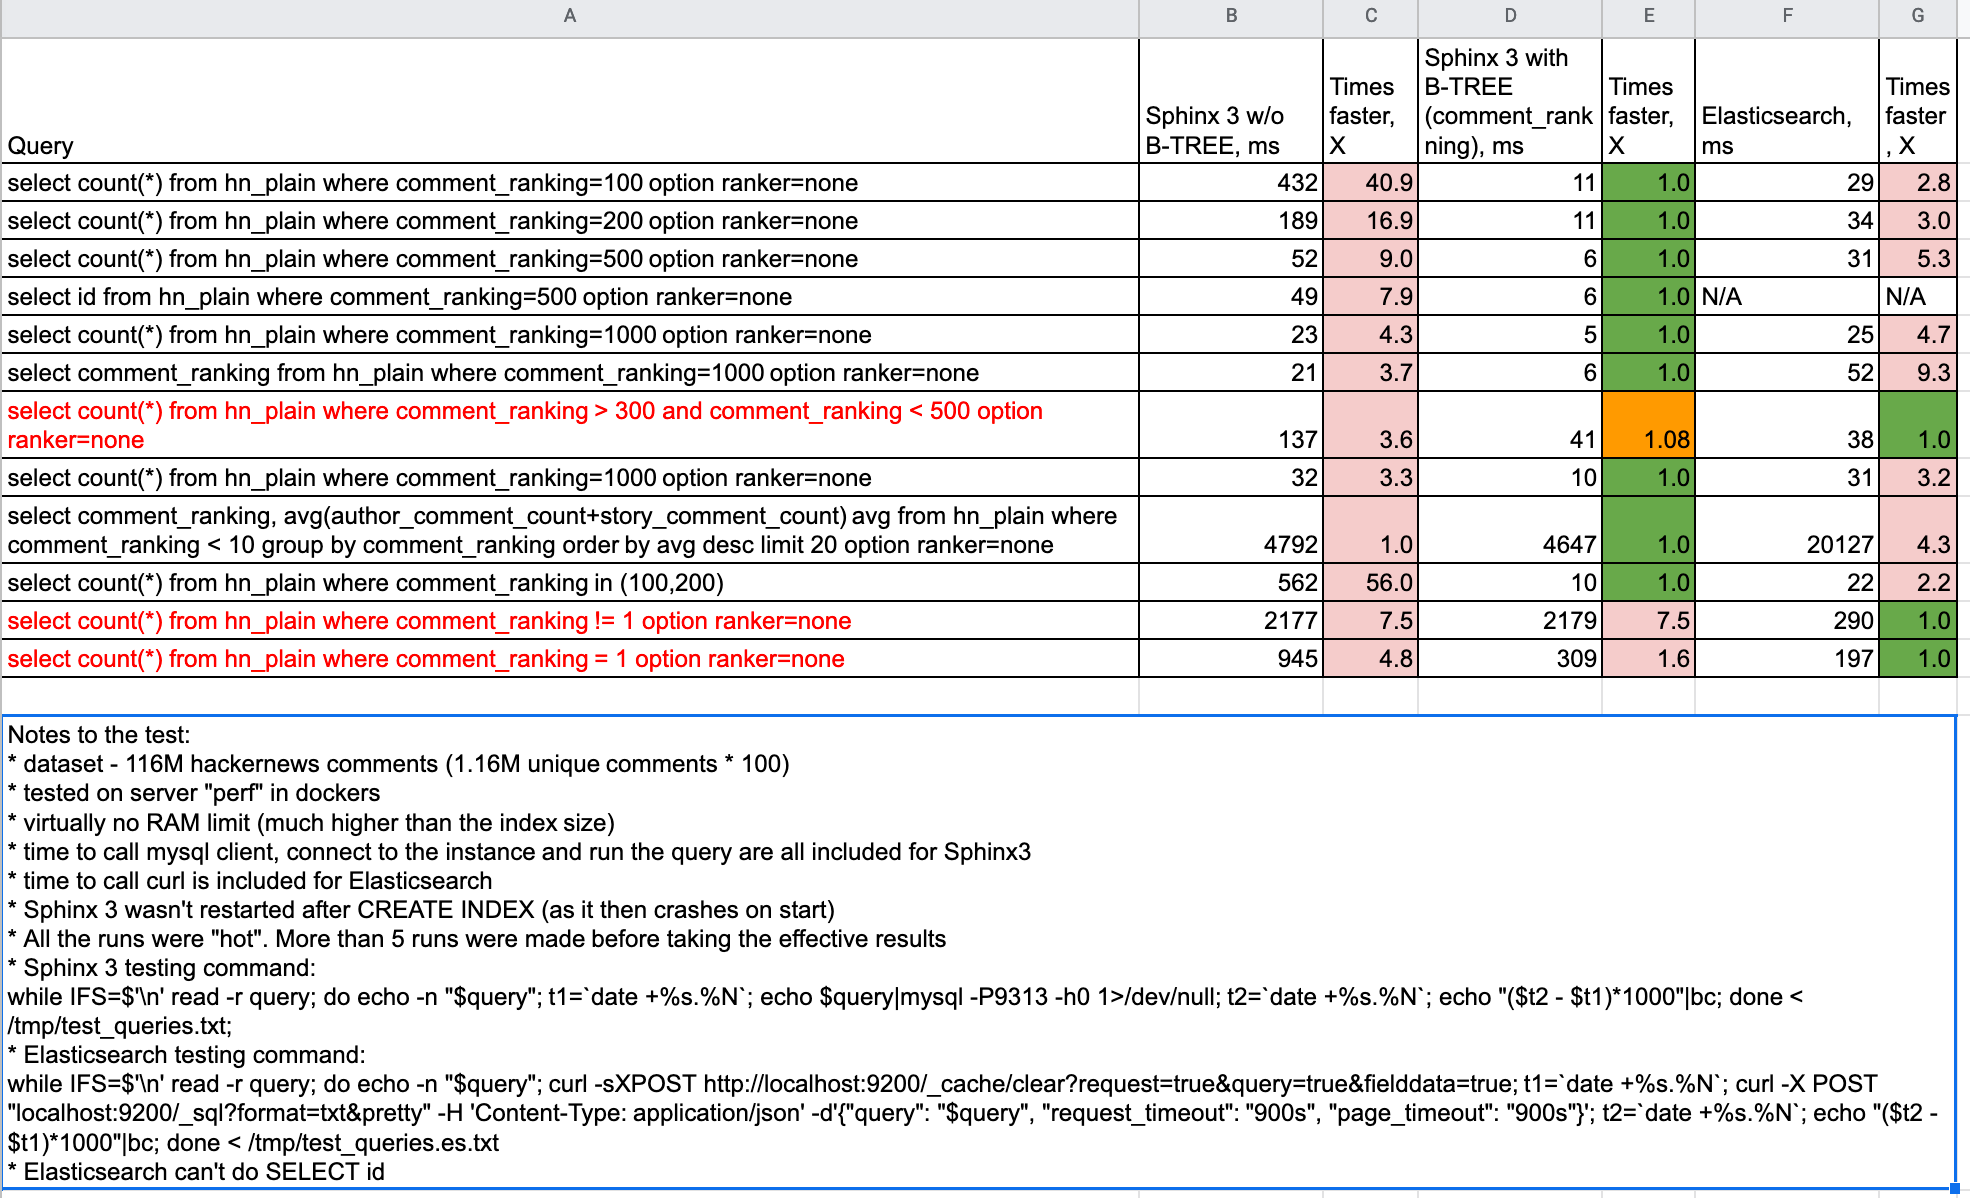 A B C D E F G
Query
Sphinx 3 w/o
B-TREE, ms
Times
faster,
X
Sphinx 3 with
B-TREE
(comment_rank
ning), ms
Times
faster,
X
Elasticsearch,
ms
Times
faster
, X
select count(*) from hn_plain where comment_ranking=100 option ranker=none 432 40.9 11 1.0 29 2.8
select count(*) from hn_plain where comment_ranking=200 option ranker=none 189 16.9 11 1.0 34 3.0
select count(*) from hn_plain where comment_ranking=500 option ranker=none 52 9.0 6 1.0 31 5.3
select id from hn_plain where comment_ranking=500 option ranker=none 49 7.9 6 1.0 N/A N/A
select count(*) from hn_plain where comment_ranking=1000 option ranker=none 23 4.3 5 1.0 25 4.7
select comment_ranking from hn_plain where comment_ranking=1000 option ranker=none 21 3.7 6 1.0 52 9.3
select count(*) from hn_plain where comment_ranking > 300 and comment_ranking < 500 option
ranker=none 137 3.6 41 1.08 38 1.0
select count(*) from hn_plain where comment_ranking=1000 option ranker=none 32 3.3 10 1.0 31 3.2
select comment_ranking, avg(author_comment_count+story_comment_count) avg from hn_plain where
comment_ranking < 10 group by comment_ranking order by avg desc limit 20 option ranker=none 4792 1.0 4647 1.0 20127 4.3
select count(*) from hn_plain where comment_ranking in (100,200) 562 56.0 10 1.0 22 2.2
select count(*) from hn_plain where comment_ranking != 1 option ranker=none 2177 7.5 2179 7.5 290 1.0
select count(*) from hn_plain where comment_ranking = 1 option ranker=none 945 4.8 309 1.6 197 1.0
Notes to the test:
* dataset - 116M hackernews comments (1.16M unique comments * 100)
* tested on server "perf" in dockers
* virtually no RAM limit (much higher than the index size)
* time to call mysql client, connect to the instance and run the query are all included for Sphinx3
* time to call curl is included for Elasticsearch
* Sphinx 3 wasn't restarted after CREATE INDEX (as it then crashes on start)
* All the runs were "hot". More than 5 runs were made before taking the effective results
* Sphinx 3 testing command:
while IFS=$'\n' read -r query; do echo -n "$query"; t1=`date +%s.%N`; echo $query|mysql -P9313 -h0 1>/dev/null; t2=`date +%s.%N`; echo "($t2 - $t1)*1000"|bc; done <
/tmp/test_queries.txt;
* Elasticsearch testing command:
while IFS=$'\n' read -r query; do echo -n "$query"; curl -sXPOST http://localhost:9200/_cache/clear?request=true&query=true&fielddata=true; t1=`date +%s.%N`; curl -X POST
"localhost:9200/_sql?format=txt&pretty" -H 'Content-Type: application/json' -d'{"query": "$query", "request_timeout": "900s", "page_timeout": "900s"}'; t2=`date +%s.%N`; echo "($t2 -
$t1)*1000"|bc; done < /tmp/test_queries.es.txt
* Elasticsearch can't do SELECT id